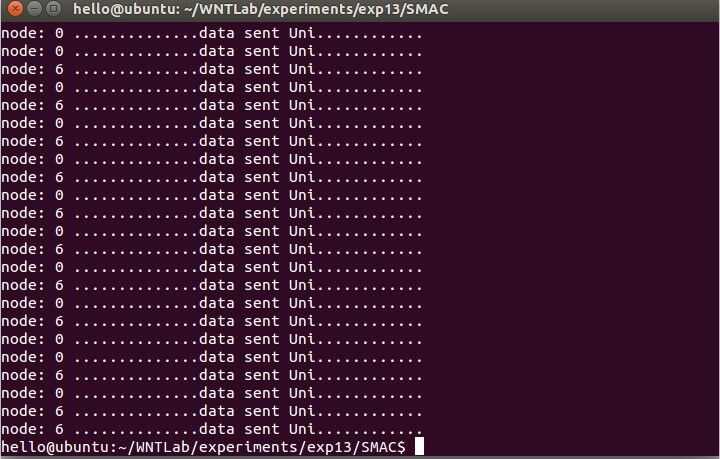 hello@ubuntu: ~/WNTLab/experiments/exp13/SMAC
node: 0 ..............data sent Uni............
node: 0 ..............data sent Uni............
node: 6 ..............data sent Uni............
node: 0 ..............data sent Uni............
node: 6 ..............data sent Uni............
node: 0 ..............data sent Uni............
node: 6 ..............data sent Uni............
node: 0 ..............data sent Uni............
node: 6 ..............data sent Uni............
node: 0 ..............data sent Uni............
node: 6 ..............data sent Uni............
node: 0 ..............data sent Uni............
node: 6 ..............data sent Uni............
node: 6 ..............data sent Uni............
node: 0 ..............data sent Uni............
node: 0 ..............data sent Uni............
node: 6 ..............data sent Uni............
node: 0 ..............data sent Uni............
node: 0 ..............data sent Uni............
node: 6 ..............data sent Uni............
node: 0 ..............data sent Uni............
node: 6 ..............data sent Uni............
node: 6 ..............data sent Uni............
hello@ubuntu:~/WNTLab/experiments/exp13/SMAC$